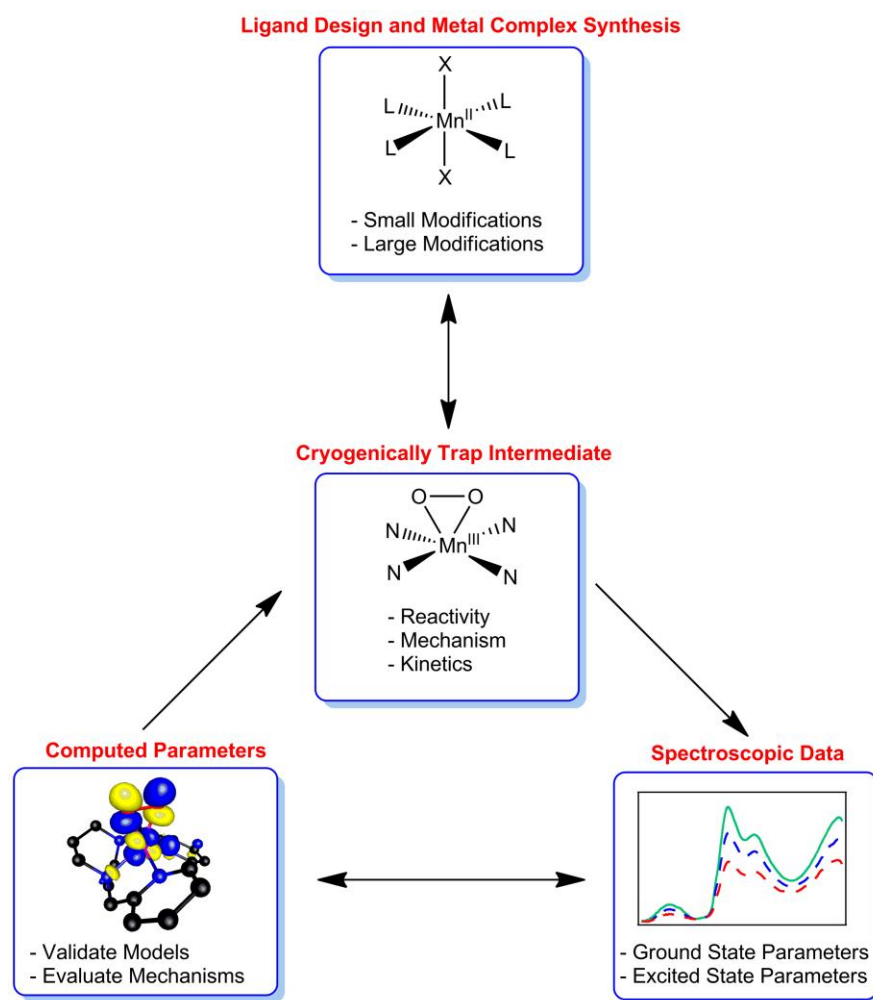 Ligand Design and Metal Complex Synthesis
X
L L
Mn^II
L L
X
- Small Modifications
- Large Modifications
Cryogenically Trap Intermediate
O O
N N
Mn^III
N N
- Reactivity
- Mechanism
- Kinetics
Computed Parameters
- Validate Models
- Evaluate Mechanisms
Spectroscopic Data
- Ground State Parameters
- Excited State Parameters